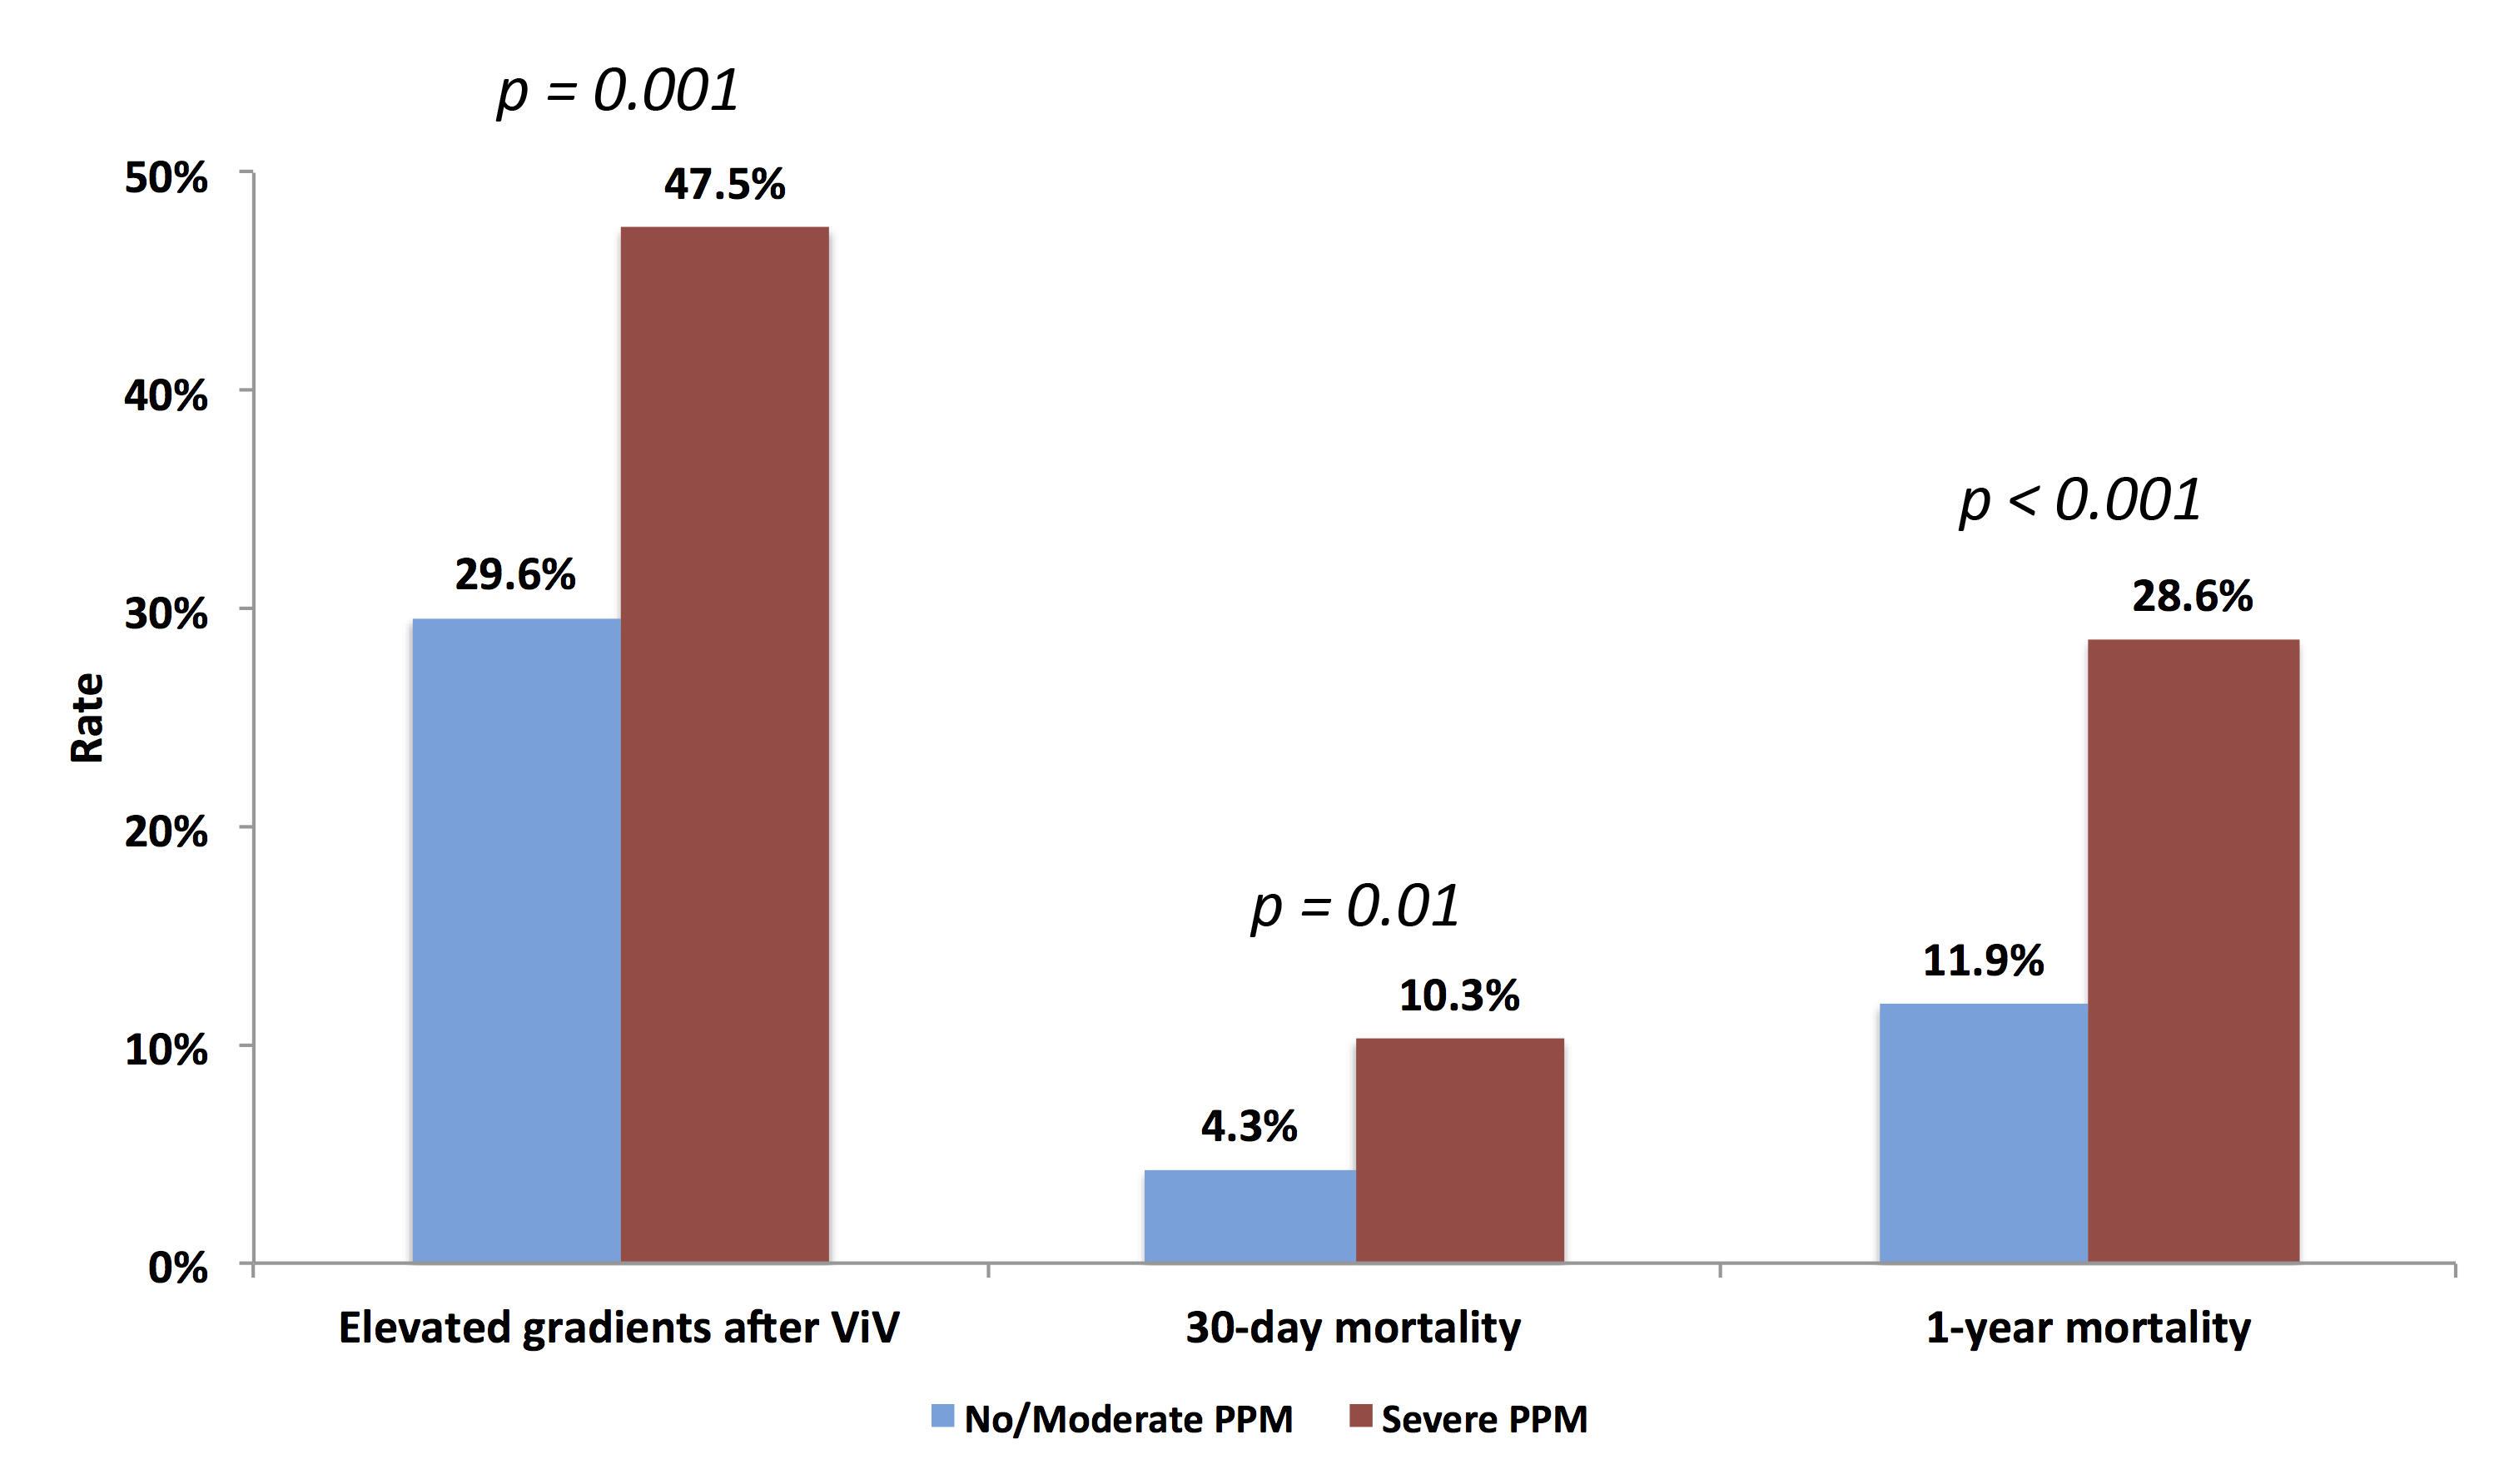 p = 0.001
50%
47.5%
40%
p < 0.001
29.6%
28.6%
30%
Rate
20%
p = 0.01
11.9%
10.3%
10%
4.3%
0%
Elevated gradients after ViV
30-day mortality
1-year mortality
No/Moderate PPM
Severe PPM